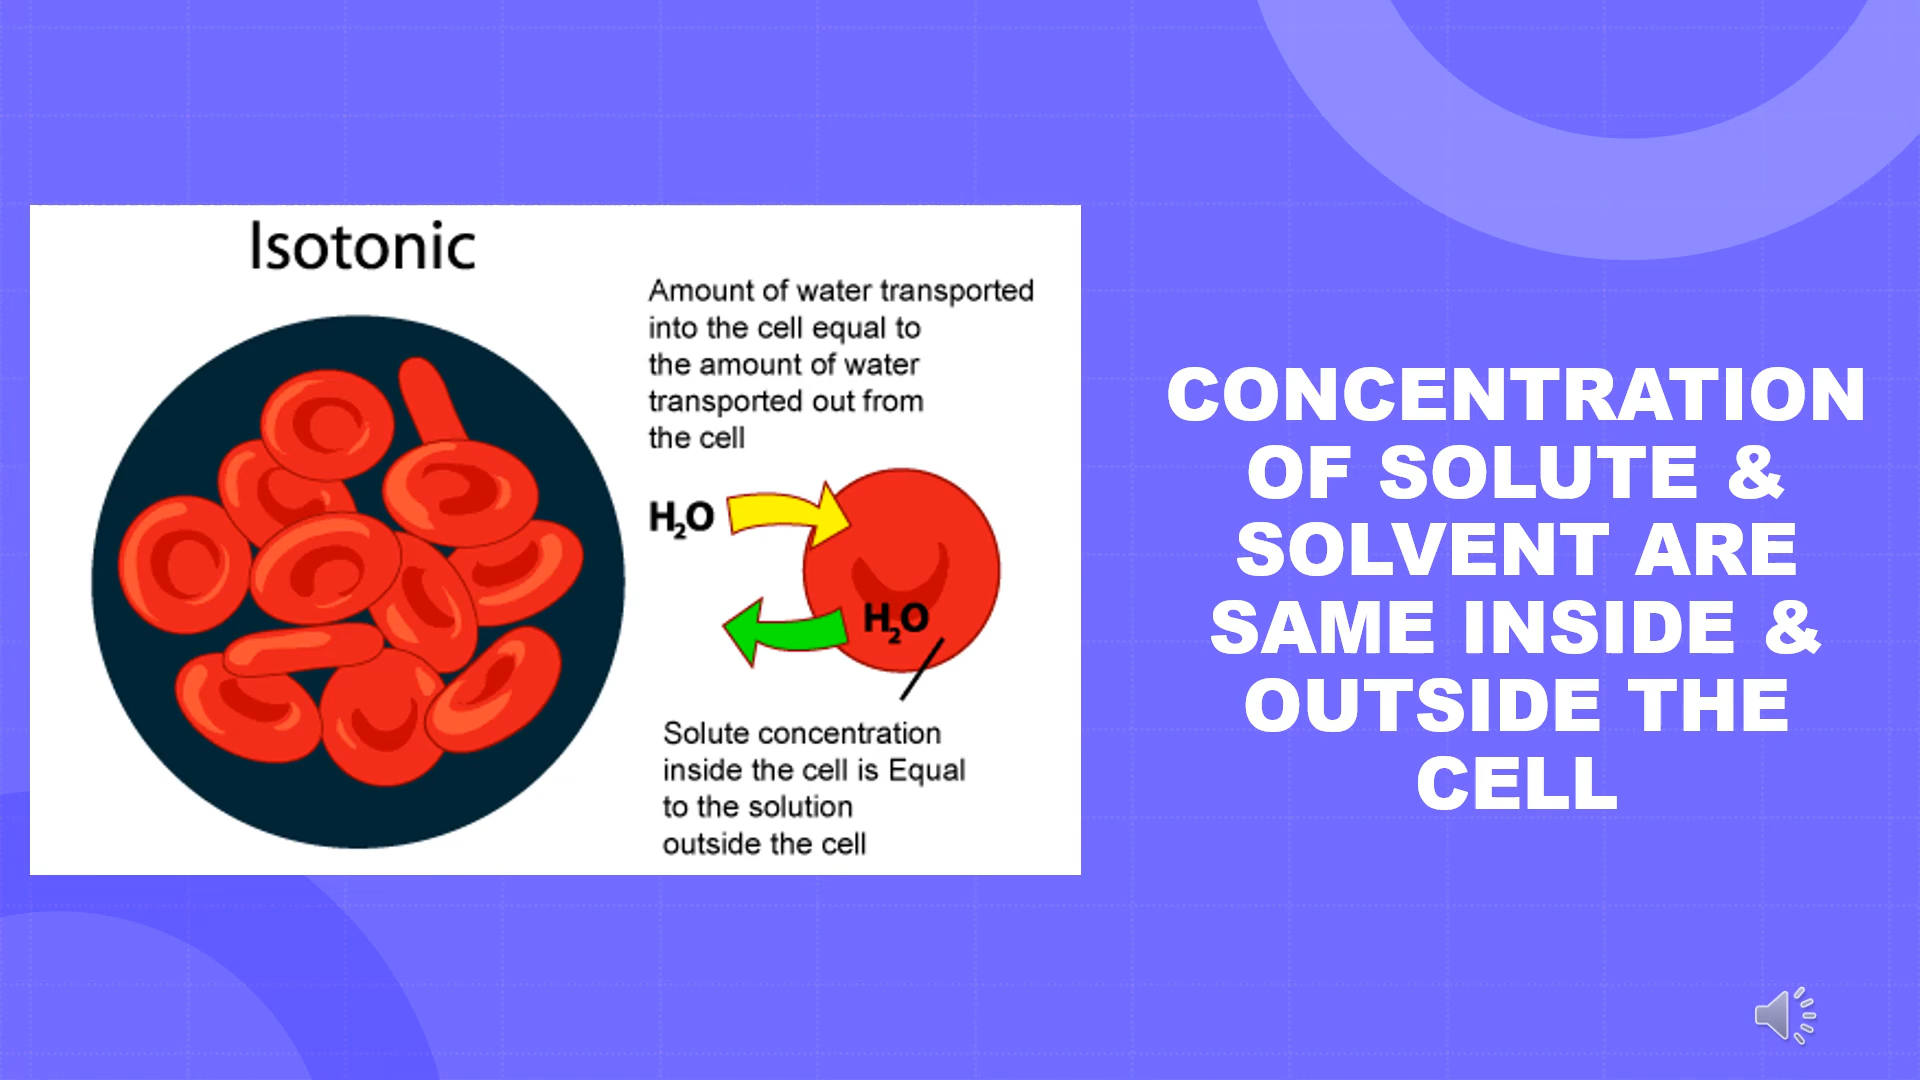 Isotonic
Amount of water transported
into the cell equal to
the amount of water
transported out from
the cell
H₂O
H₂O
Solute concentration
inside the cell is Equal
to the solution
outside the cell
CONCENTRATION
OF SOLUTE &
SOLVENT ARE
SAME INSIDE &
OUTSIDE THE
CELL